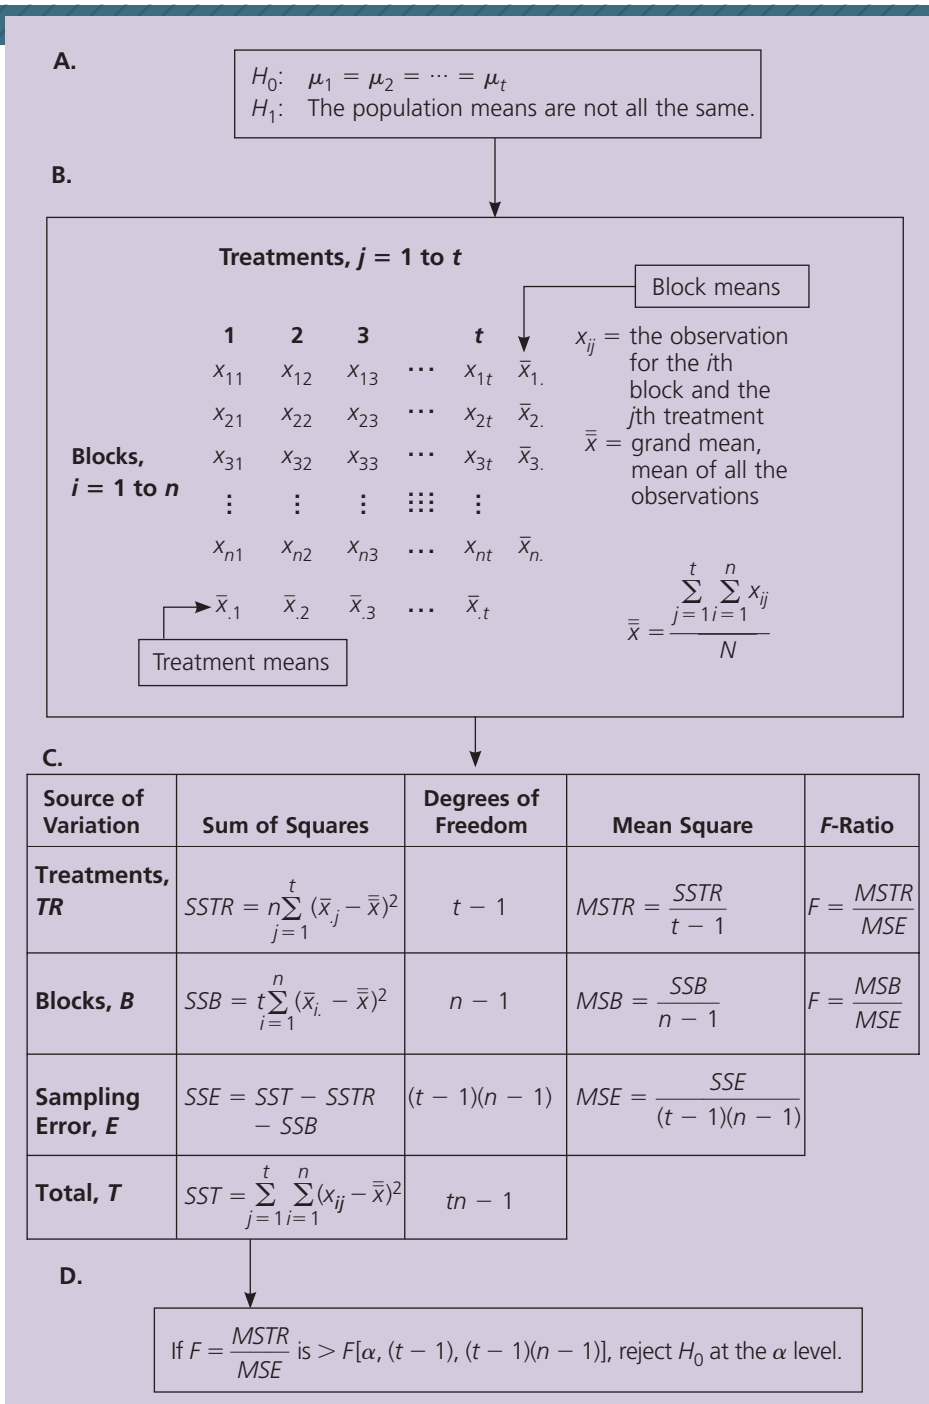 A.
H₀: μ₁ = μ₂ = ··· = μₜ
H₁: The population means are not all the same.
B.
Treatments, j = 1 to t
Block means
1 2 3 t
x₁₁ x₁₂ x₁₃ ··· x₁ₜ x̄₁.
x₂₁ x₂₂ x₂₃ ··· x₂ₜ x̄₂.
x₃₁ x₃₂ x₃₃ ··· x₃ₜ x̄₃.
⋮ ⋮ ⋮ ⋮⋮⋮ ⋮
xₙ₁ xₙ₂ xₙ₃ ··· xₙₜ x̄ₙ.
x̄.₁ x̄.₂ x̄.₃ ··· x̄.ₜ
Blocks,
i = 1 to n
Treatment means
xᵢⱼ = the observation
for the ith
block and the
jth treatment
x̿ = grand mean,
mean of all the
observations
x̿ = (∑_{j=1}^{t} ∑_{i=1}^{n} xᵢⱼ) / N
C.
Source of
Variation
Sum of Squares
Degrees of
Freedom
Mean Square
F-Ratio
Treatments,
TR
SSTR = n∑_{j=1}^{t} (x̄.ⱼ − x̿)²
t − 1
MSTR = SSTR / (t − 1)
F = MSTR / MSE
Blocks, B
SSB = t∑_{i=1}^{n} (x̄ᵢ. − x̿)²
n − 1
MSB = SSB / (n − 1)
F = MSB / MSE
Sampling
Error, E
SSE = SST − SSTR
− SSB
(t − 1)(n − 1)
MSE = SSE / (t − 1)(n − 1)
Total, T
SST = ∑_{j=1}^{t} ∑_{i=1}^{n} (xᵢⱼ − x̿)²
tn − 1
D.
If F = MSTR / MSE is > F[α, (t − 1), (t − 1)(n − 1)], reject H₀ at the α level.